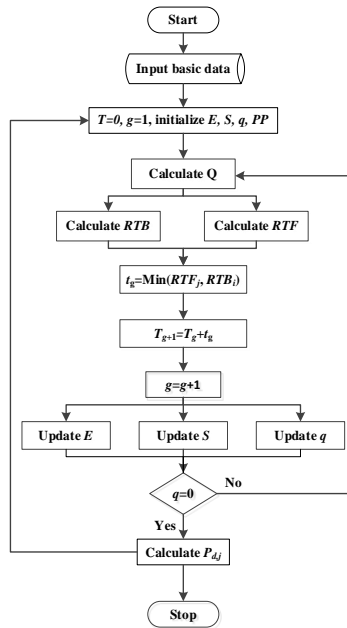 Start
Input basic data
T=0, g=1, initialize E, S, q, PP
Calculate Q
Calculate RTB
Calculate RTF
tg=Min(RTFj, RTBi)
Tg+1=Tg+tg
g=g+1
Update E
Update S
Update q
q=0
No
Yes
Calculate Pd,j
Stop